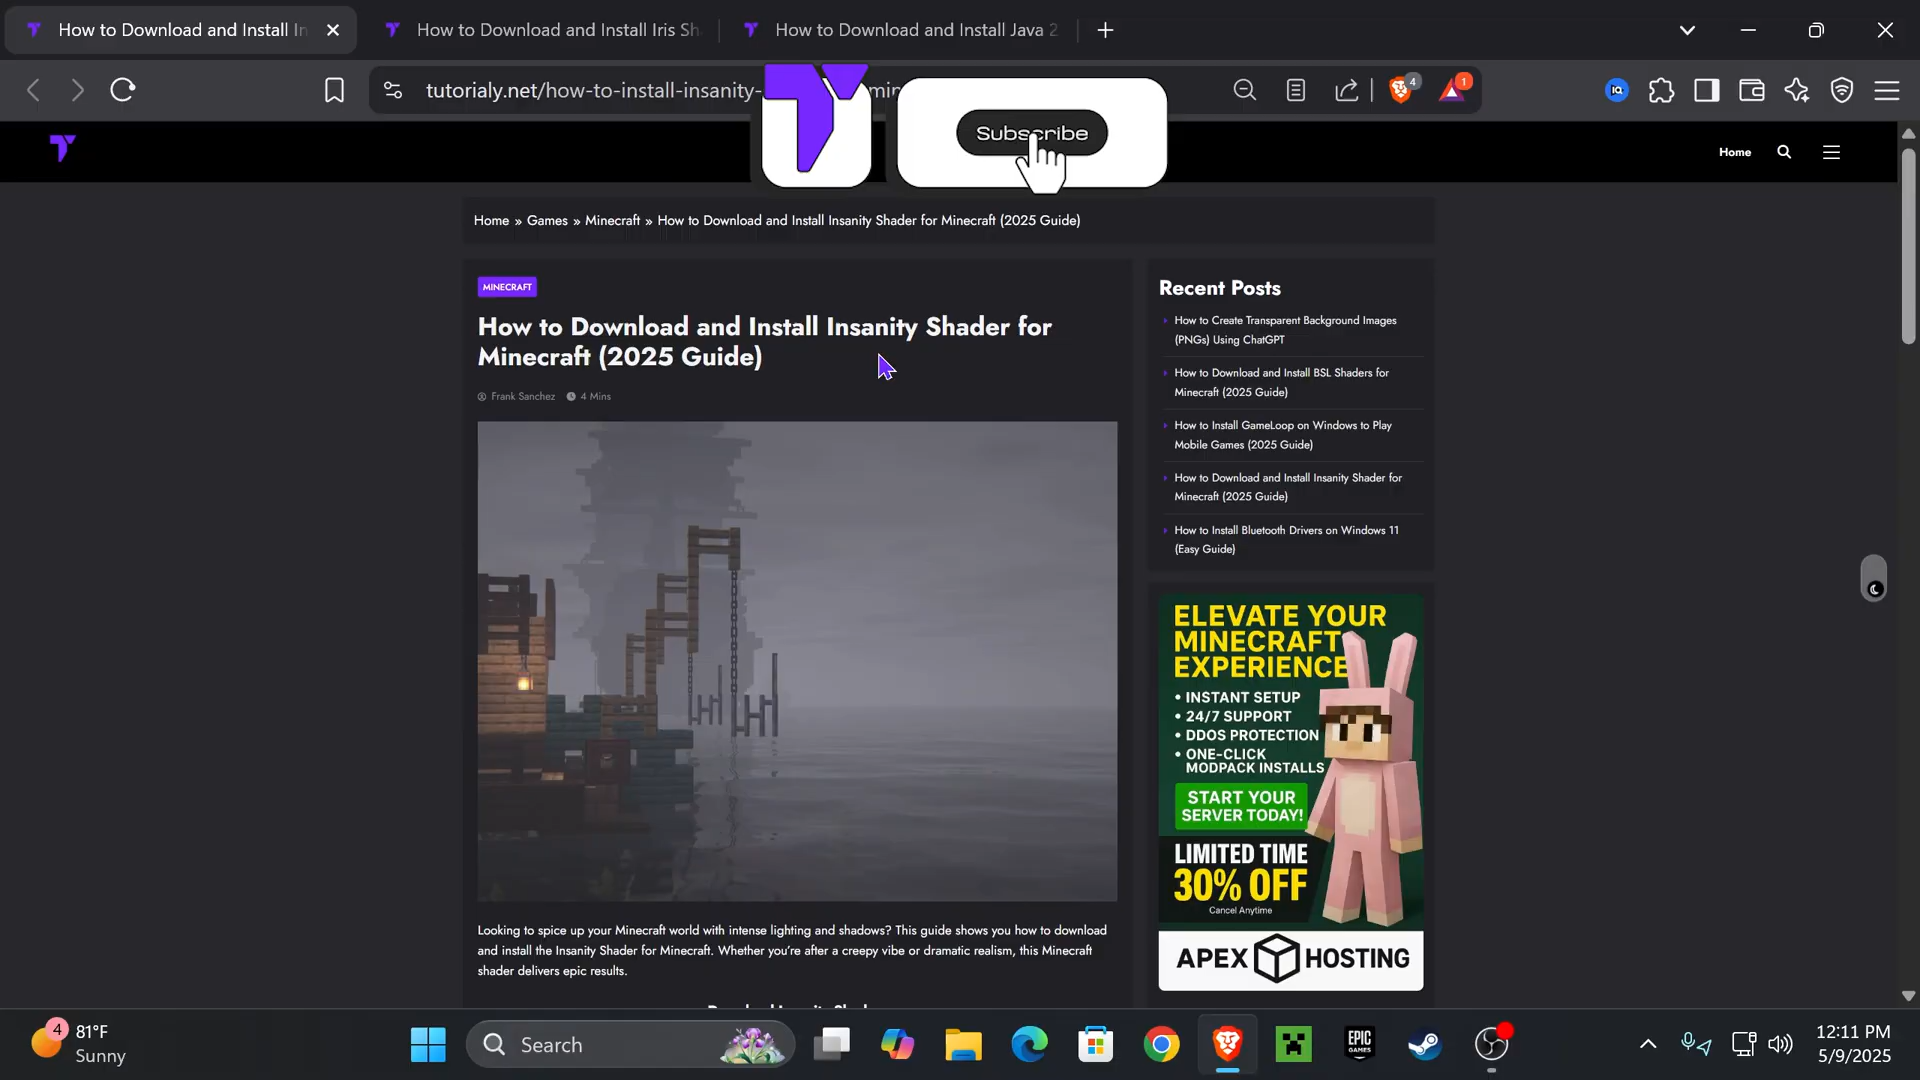 How to Download and Install In
How to Download and Install Iris Sh
How to Download and Install Java 2
tutorialy.net/how-to-install-insanity-
4
1
Subscribe
Home
Home » Games » Minecraft » How to Download and Install Insanity Shader for Minecraft (2025 Guide)
MINECRAFT
How to Download and Install Insanity Shader for
Minecraft (2025 Guide)
Frank Sanchez 4 Mins
Looking to spice up your Minecraft world with intense lighting and shadows? This guide shows you how to download
and install the Insanity Shader for Minecraft. Whether you're after a creepy vibe or dramatic realism, this Minecraft
shader delivers epic results.
Recent Posts
How to Create Transparent Background Images
(PNGs) Using ChatGPT
How to Download and Install BSL Shaders for
Minecraft (2025 Guide)
How to Install GameLoop on Windows to Play
Mobile Games (2025 Guide)
How to Download and Install Insanity Shader for
Minecraft (2025 Guide)
How to Install Bluetooth Drivers on Windows 11
(Easy Guide)
ELEVATE YOUR
MINECRAFT
EXPERIENCE
• INSTANT SETUP
• 24/7 SUPPORT
• DDOS PROTECTION
• ONE-CLICK
MODPACK INSTALLS
START YOUR
SERVER TODAY!
LIMITED TIME
30% OFF
Cancel Anytime
APEX HOSTING
4
81°F
Sunny
Search
EPIC
GAMES
12:11 PM
5/9/2025